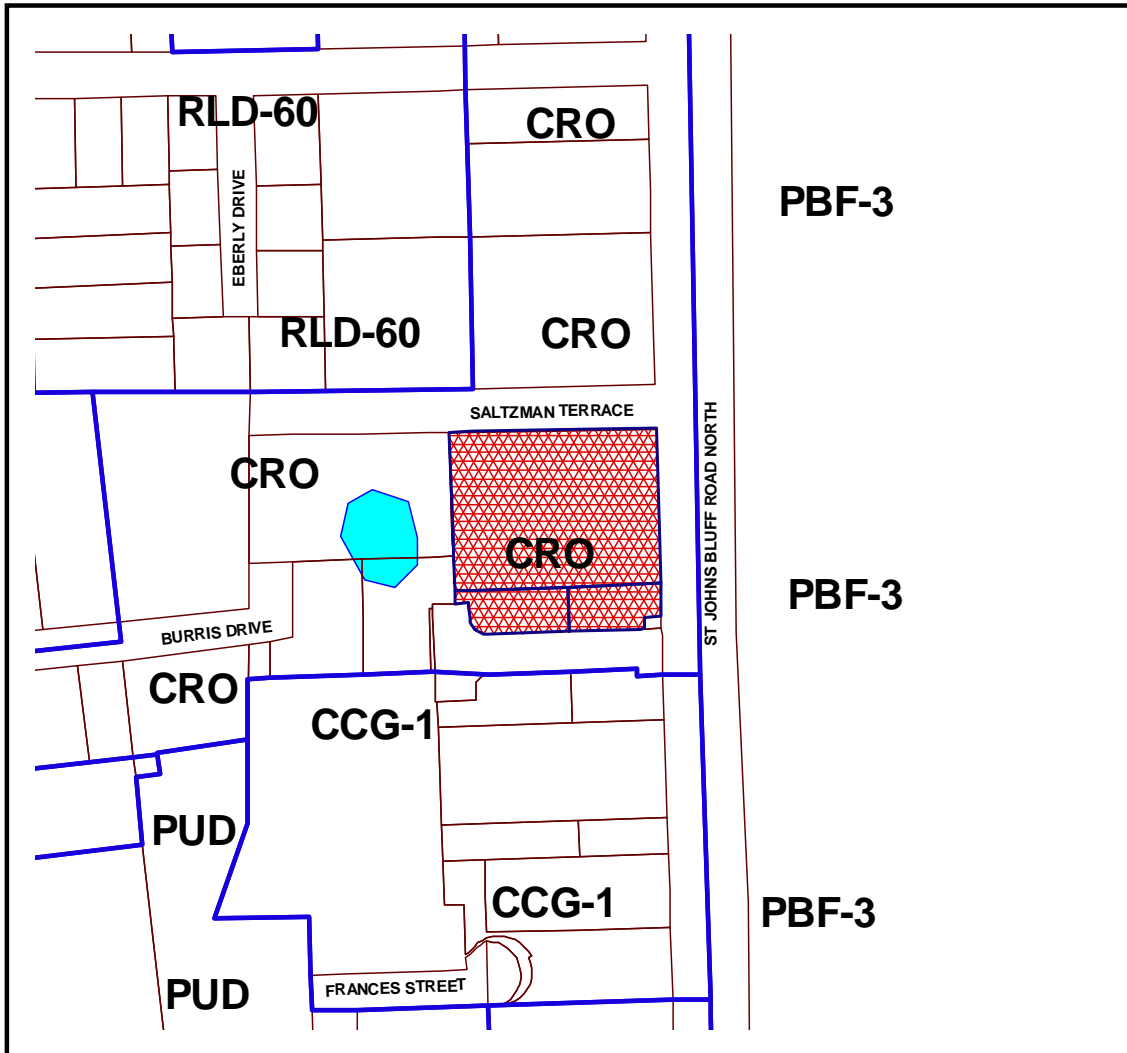 RLD-60
CRO
PBF-3
EBERLY DRIVE
RLD-60
CRO
SALTZMAN TERRACE
ST JOHNS BLUFF ROAD NORTH
CRO
CRO
PBF-3
BURRIS DRIVE
CRO
CCG-1
PUD
CCG-1
PBF-3
FRANCES STREET
PUD